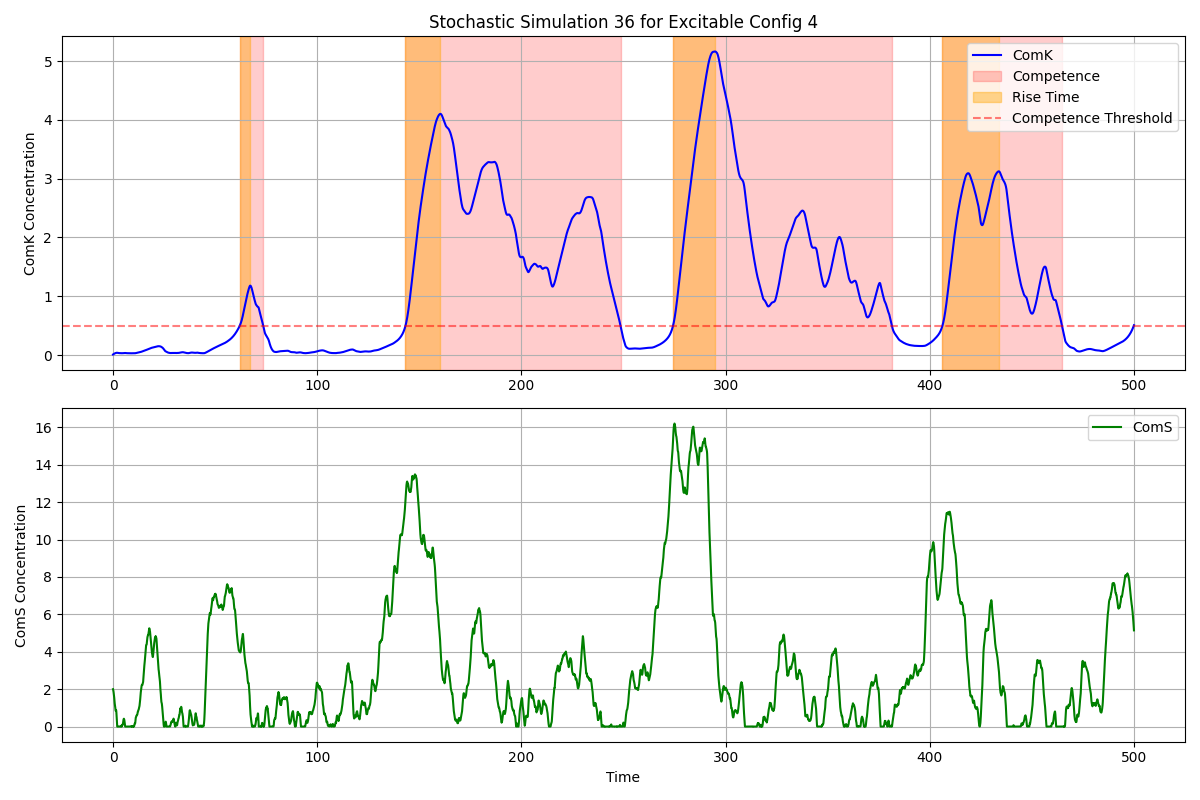 Stochastic Simulation 36 for Excitable Config 4
ComK Concentration
5
4
3
2
1
0
ComK
Competence
Rise Time
Competence Threshold
0 100 200 300 400 500
ComS Concentration
16
14
12
10
8
6
4
2
0
ComS
0 100 200 300 400 500
Time